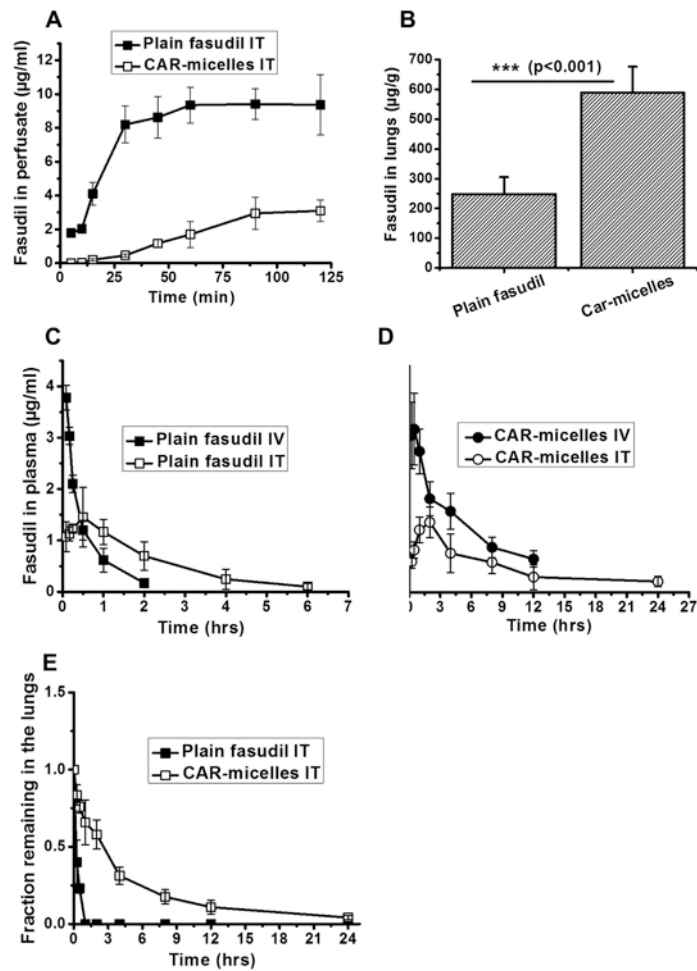 A
Plain fasudil IT
CAR-micelles IT
Fasudil in perfusate (µg/ml)
12
10
8
6
4
2
0
0 25 50 75 100 125
Time (min)
B
*** (p<0.001)
Fasudil in lungs (µg/g)
700
600
500
400
300
200
100
0
Plain fasudil
Car-micelles
C
Plain fasudil IV
Plain fasudil IT
Fasudil in plasma (µg/ml)
4
3
2
1
0
0 1 2 3 4 5 6 7
Time (hrs)
D
CAR-micelles IV
CAR-micelles IT
0 3 6 9 12 15 18 21 24 27
Time (hrs)
E
Plain fasudil IT
CAR-micelles IT
Fraction remaining in the lungs
1.5
1.0
0.5
0.0
0 3 6 9 12 15 18 21 24
Time (hrs)